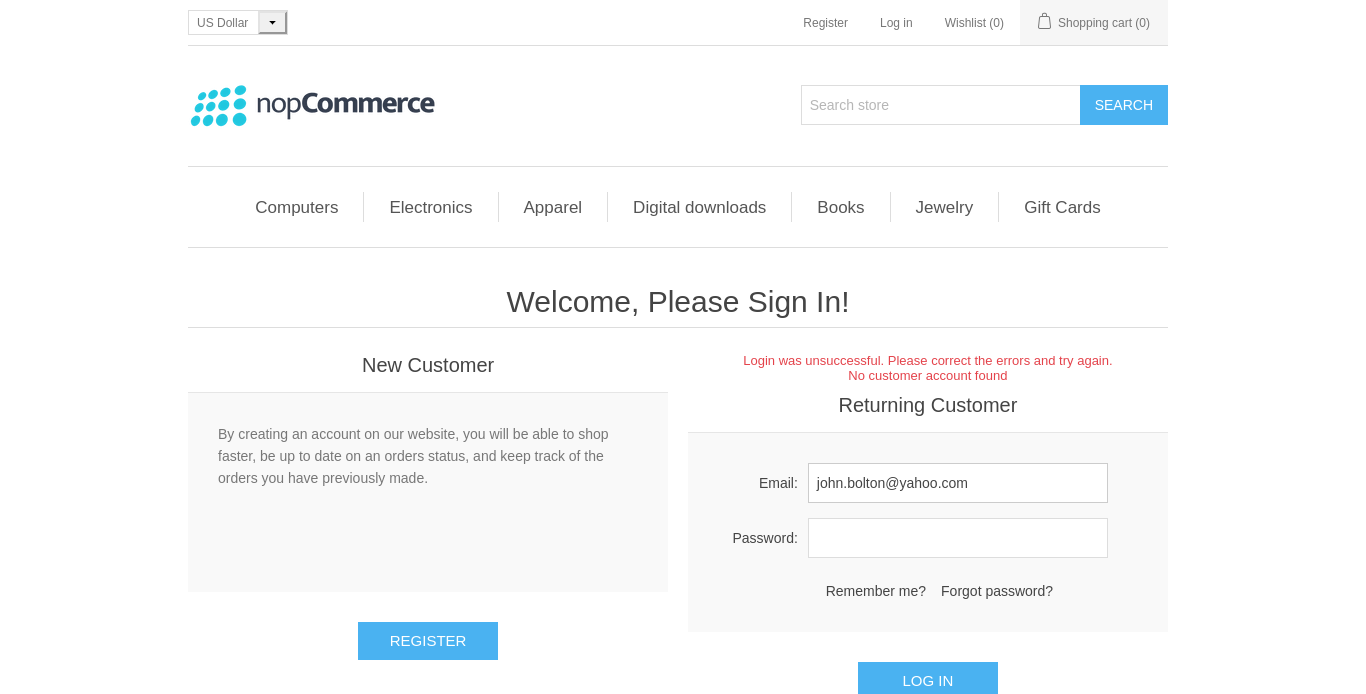 US Dollar
Register
Log in
Wishlist (0)
Shopping cart (0)
nopCommerce
Search store
SEARCH
Computers
Electronics
Apparel
Digital downloads
Books
Jewelry
Gift Cards
Welcome, Please Sign In!
New Customer
By creating an account on our website, you will be able to shop
faster, be up to date on an orders status, and keep track of the
orders you have previously made.
REGISTER
Login was unsuccessful. Please correct the errors and try again.
No customer account found
Returning Customer
Email:
john.bolton@yahoo.com
Password:
Remember me?
Forgot password?
LOG IN